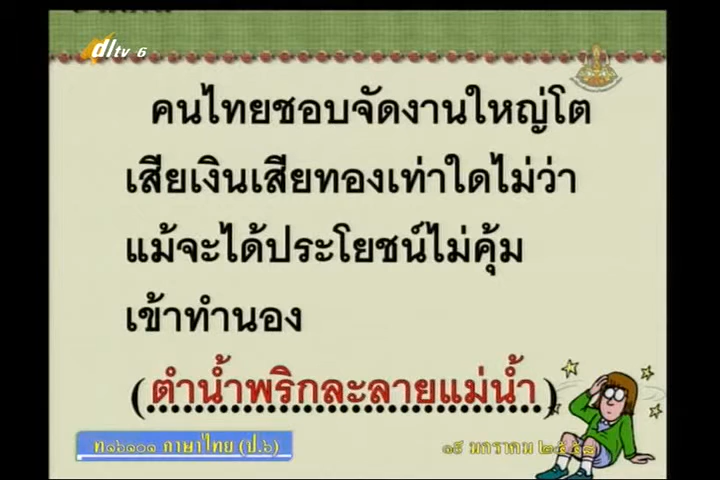 dltv 6
คนไทยชอบจัดงานใหญ่โต
เสียเงินเสียทองเท่าใดไม่ว่า
แม้จะได้ประโยชน์ไม่คุ้ม
เข้าทำนอง
(ตำน้ำพริกละลายแม่น้ำ)
ท๑๖๑๐๑ ภาษาไทย (ป.๖)
มกราคม